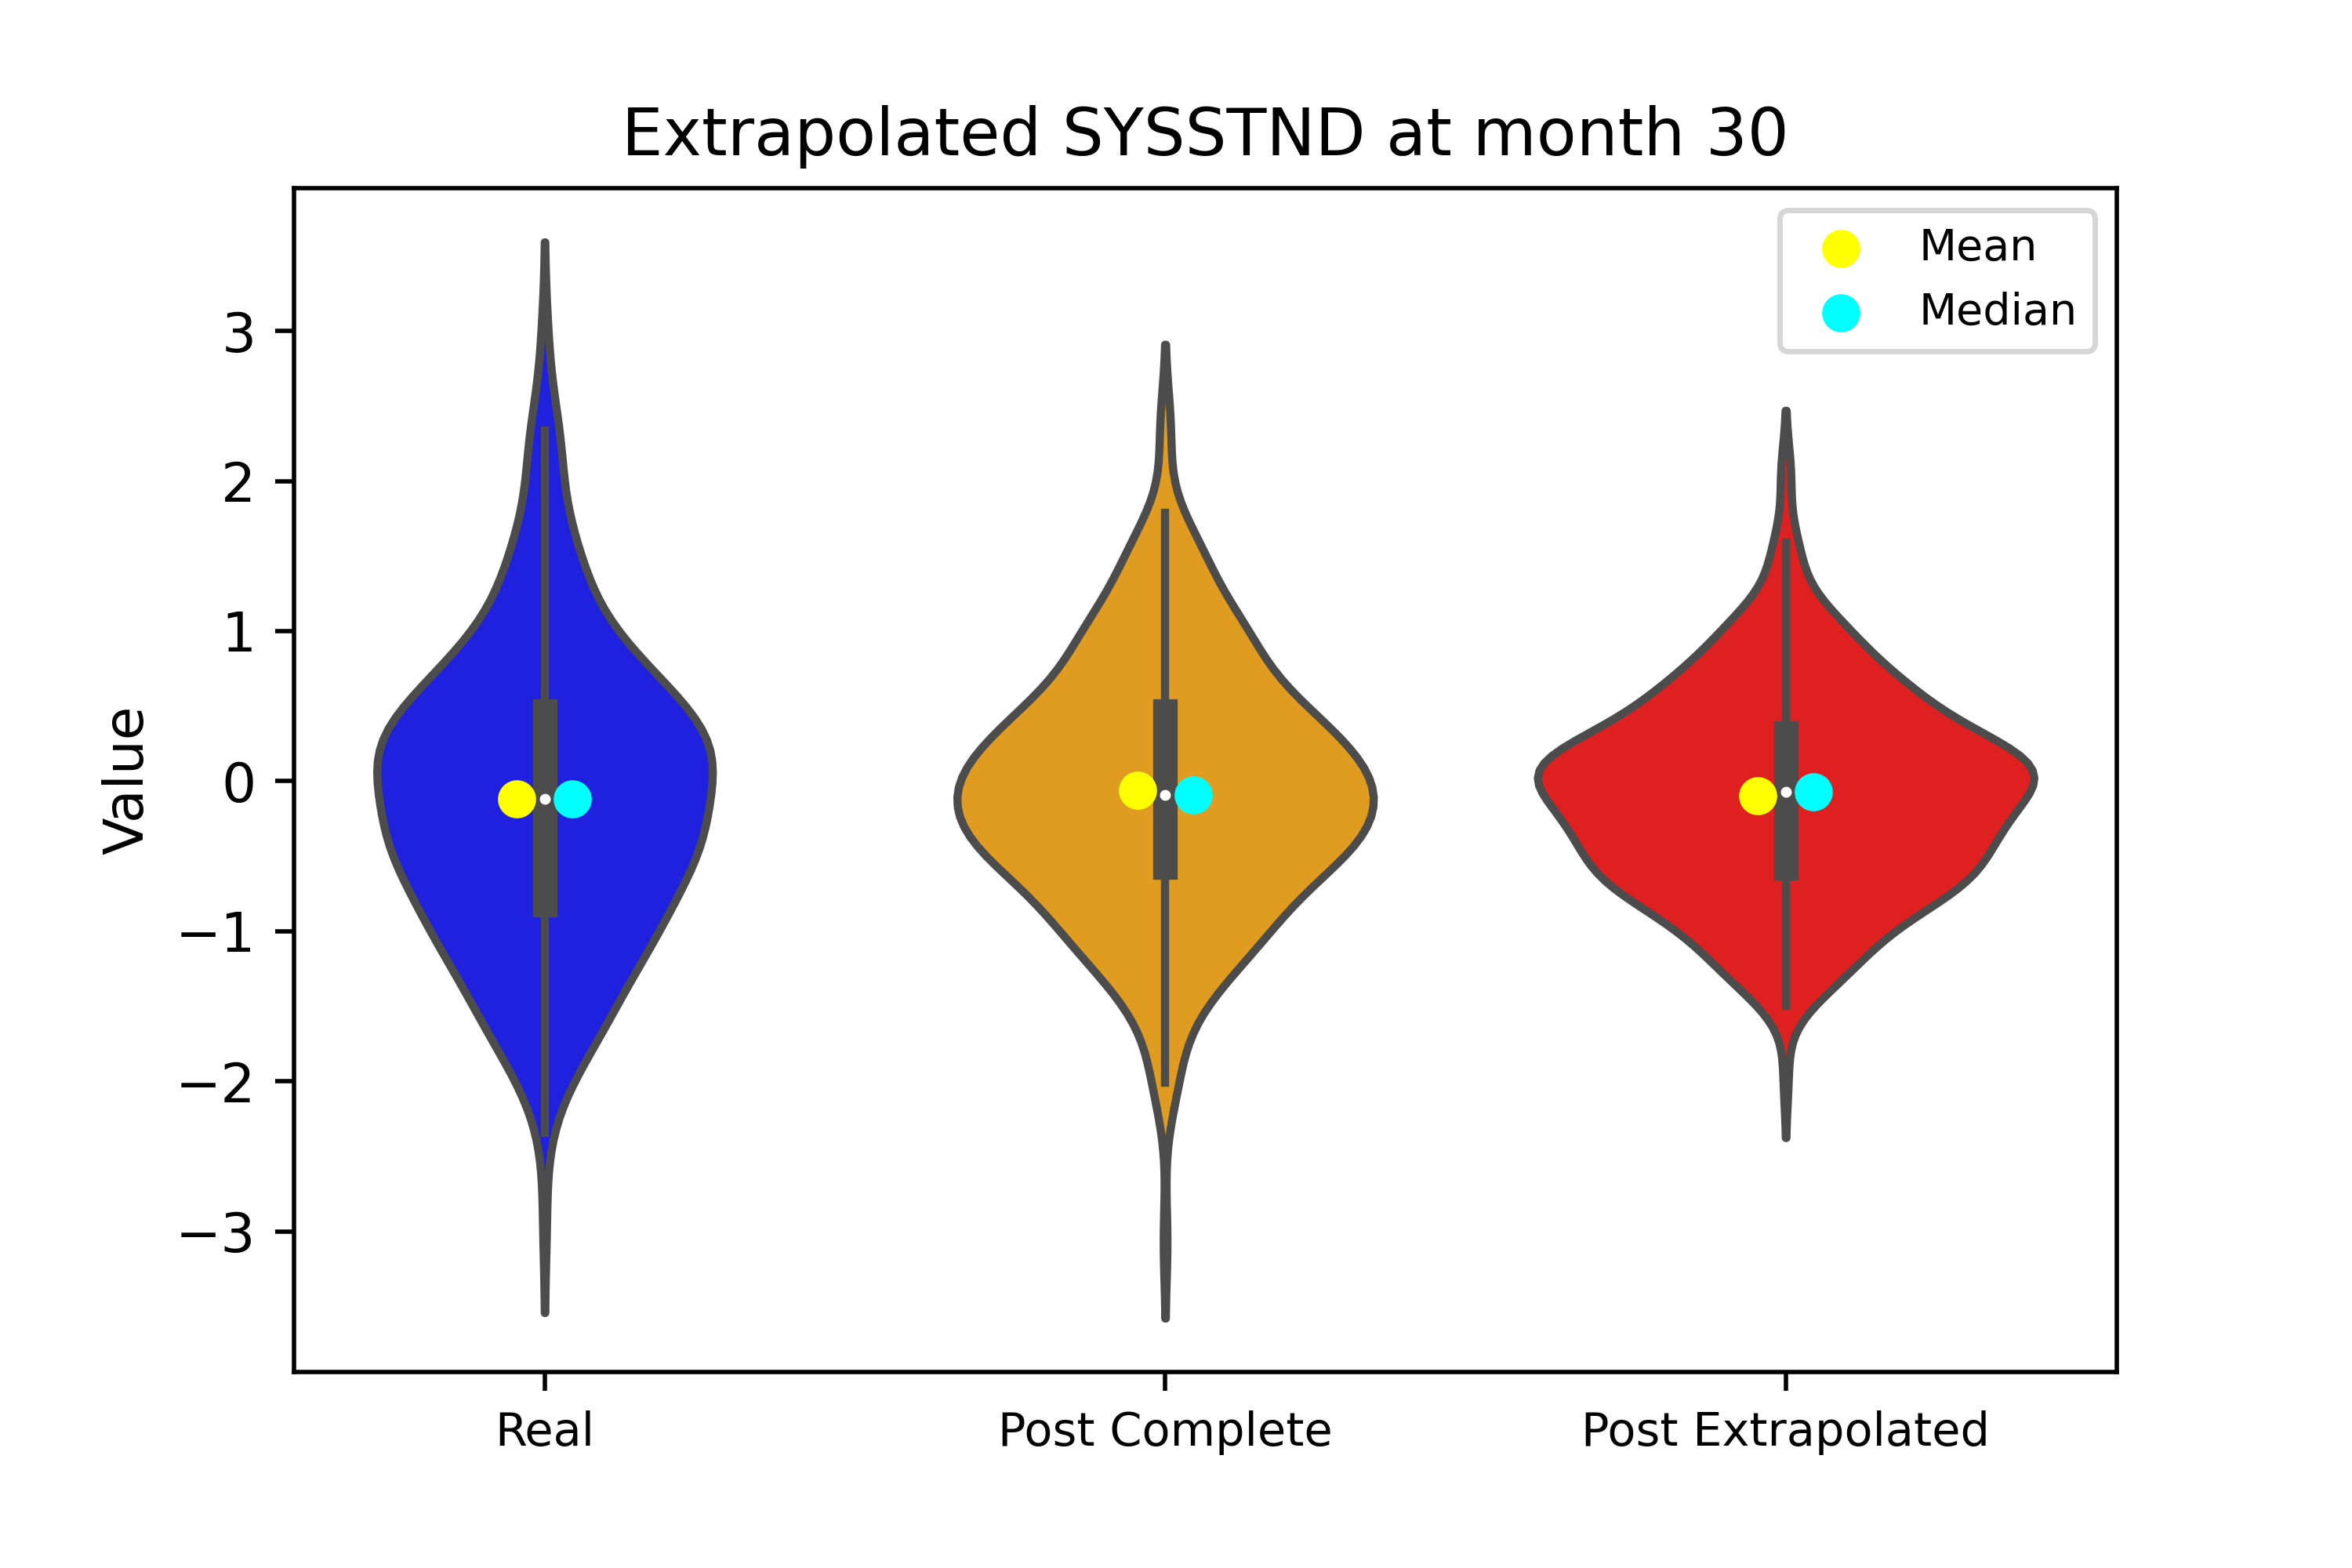 Extrapolated SYSSTND at month 30
Mean
Median
Value
3
2
1
0
−1
−2
−3
Real
Post Complete
Post Extrapolated